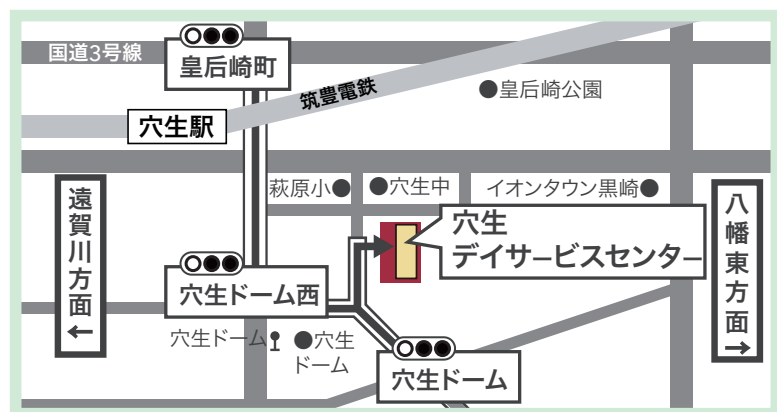 国道3号線
皇后崎町
筑豊電鉄
●皇后崎公園
穴生駅
萩原小●
●穴生中
イオンタウン黒崎●
遠賀川方面←
八幡東方面→
穴生
デイサービスセンター
穴生ドーム西
穴生ドーム
●穴生
ドーム
穴生ドーム